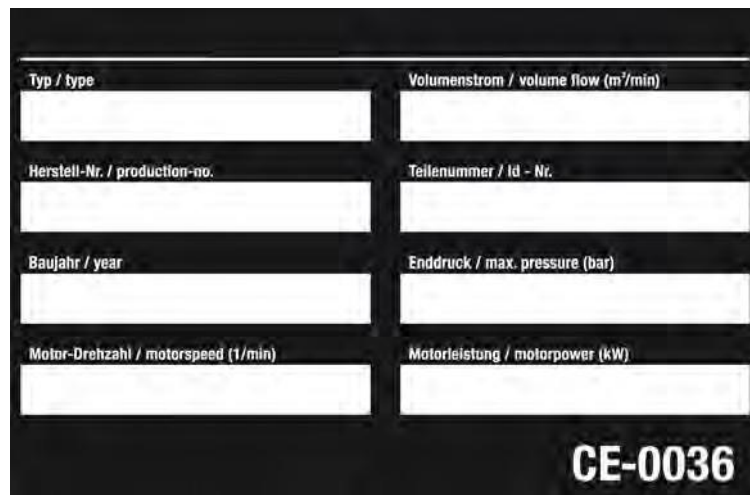 Typ / type
Volumenstrom / volume flow (m³/min)
Herstell-Nr. / production-no.
Teilenummer / Id - Nr.
Baujahr / year
Enddruck / max. pressure (bar)
Motor-Drehzahl / motorspeed (1/min)
Motorleistung / motorpower (kW)
CE-0036